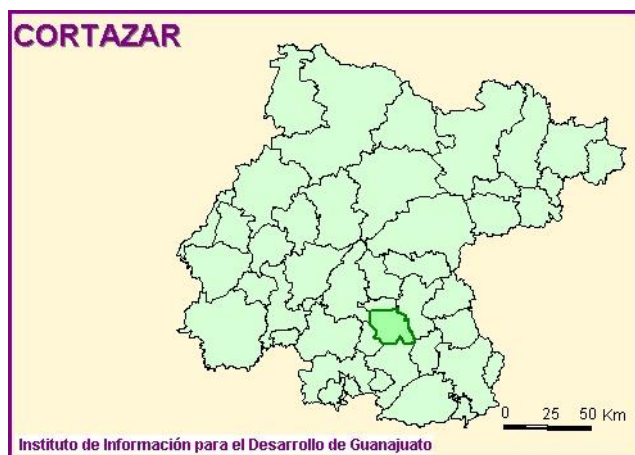 CORTAZAR
0 25 50 Km
Instituto de Información para el Desarrollo de Guanajuato